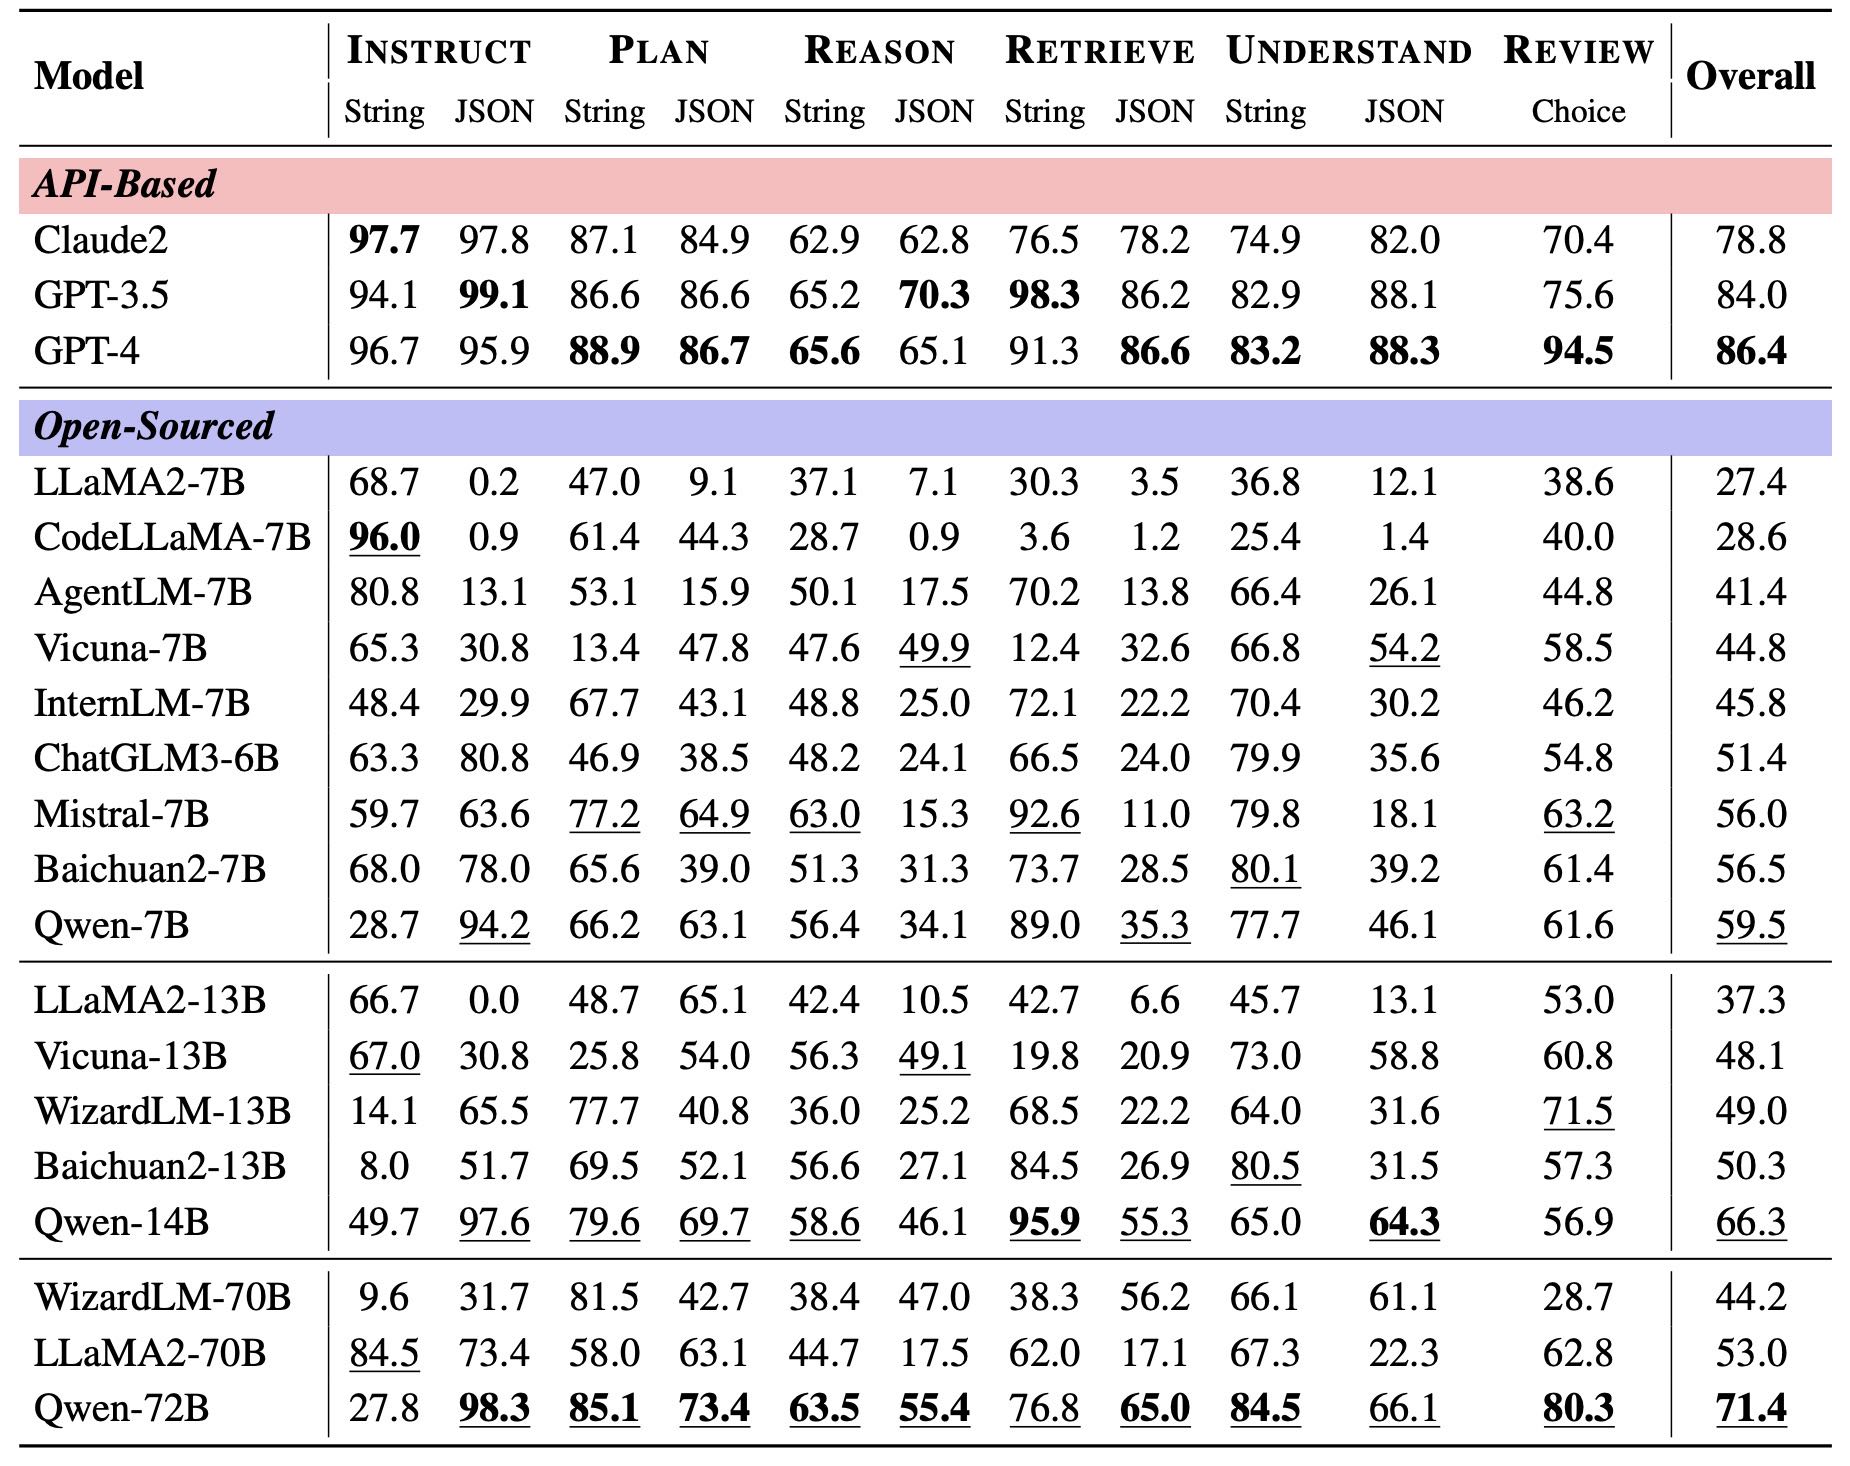 Model INSTRUCT PLAN REASON RETRIEVE UNDERSTAND REVIEW Overall
String JSON String JSON String JSON String JSON String JSON Choice
API-Based
Claude2 97.7 97.8 87.1 84.9 62.9 62.8 76.5 78.2 74.9 82.0 70.4 78.8
GPT-3.5 94.1 99.1 86.6 86.6 65.2 70.3 98.3 86.2 82.9 88.1 75.6 84.0
GPT-4 96.7 95.9 88.9 86.7 65.6 65.1 91.3 86.6 83.2 88.3 94.5 86.4
Open-Sourced
LLaMA2-7B 68.7 0.2 47.0 9.1 37.1 7.1 30.3 3.5 36.8 12.1 38.6 27.4
CodeLLaMA-7B 96.0 0.9 61.4 44.3 28.7 0.9 3.6 1.2 25.4 1.4 40.0 28.6
AgentLM-7B 80.8 13.1 53.1 15.9 50.1 17.5 70.2 13.8 66.4 26.1 44.8 41.4
Vicuna-7B 65.3 30.8 13.4 47.8 47.6 49.9 12.4 32.6 66.8 54.2 58.5 44.8
InternLM-7B 48.4 29.9 67.7 43.1 48.8 25.0 72.1 22.2 70.4 30.2 46.2 45.8
ChatGLM3-6B 63.3 80.8 46.9 38.5 48.2 24.1 66.5 24.0 79.9 35.6 54.8 51.4
Mistral-7B 59.7 63.6 77.2 64.9 63.0 15.3 92.6 11.0 79.8 18.1 63.2 56.0
Baichuan2-7B 68.0 78.0 65.6 39.0 51.3 31.3 73.7 28.5 80.1 39.2 61.4 56.5
Qwen-7B 28.7 94.2 66.2 63.1 56.4 34.1 89.0 35.3 77.7 46.1 61.6 59.5
LLaMA2-13B 66.7 0.0 48.7 65.1 42.4 10.5 42.7 6.6 45.7 13.1 53.0 37.3
Vicuna-13B 67.0 30.8 25.8 54.0 56.3 49.1 19.8 20.9 73.0 58.8 60.8 48.1
WizardLM-13B 14.1 65.5 77.7 40.8 36.0 25.2 68.5 22.2 64.0 31.6 71.5 49.0
Baichuan2-13B 8.0 51.7 69.5 52.1 56.6 27.1 84.5 26.9 80.5 31.5 57.3 50.3
Qwen-14B 49.7 97.6 79.6 69.7 58.6 46.1 95.9 55.3 65.0 64.3 56.9 66.3
WizardLM-70B 9.6 31.7 81.5 42.7 38.4 47.0 38.3 56.2 66.1 61.1 28.7 44.2
LLaMA2-70B 84.5 73.4 58.0 63.1 44.7 17.5 62.0 17.1 67.3 22.3 62.8 53.0
Qwen-72B 27.8 98.3 85.1 73.4 63.5 55.4 76.8 65.0 84.5 66.1 80.3 71.4